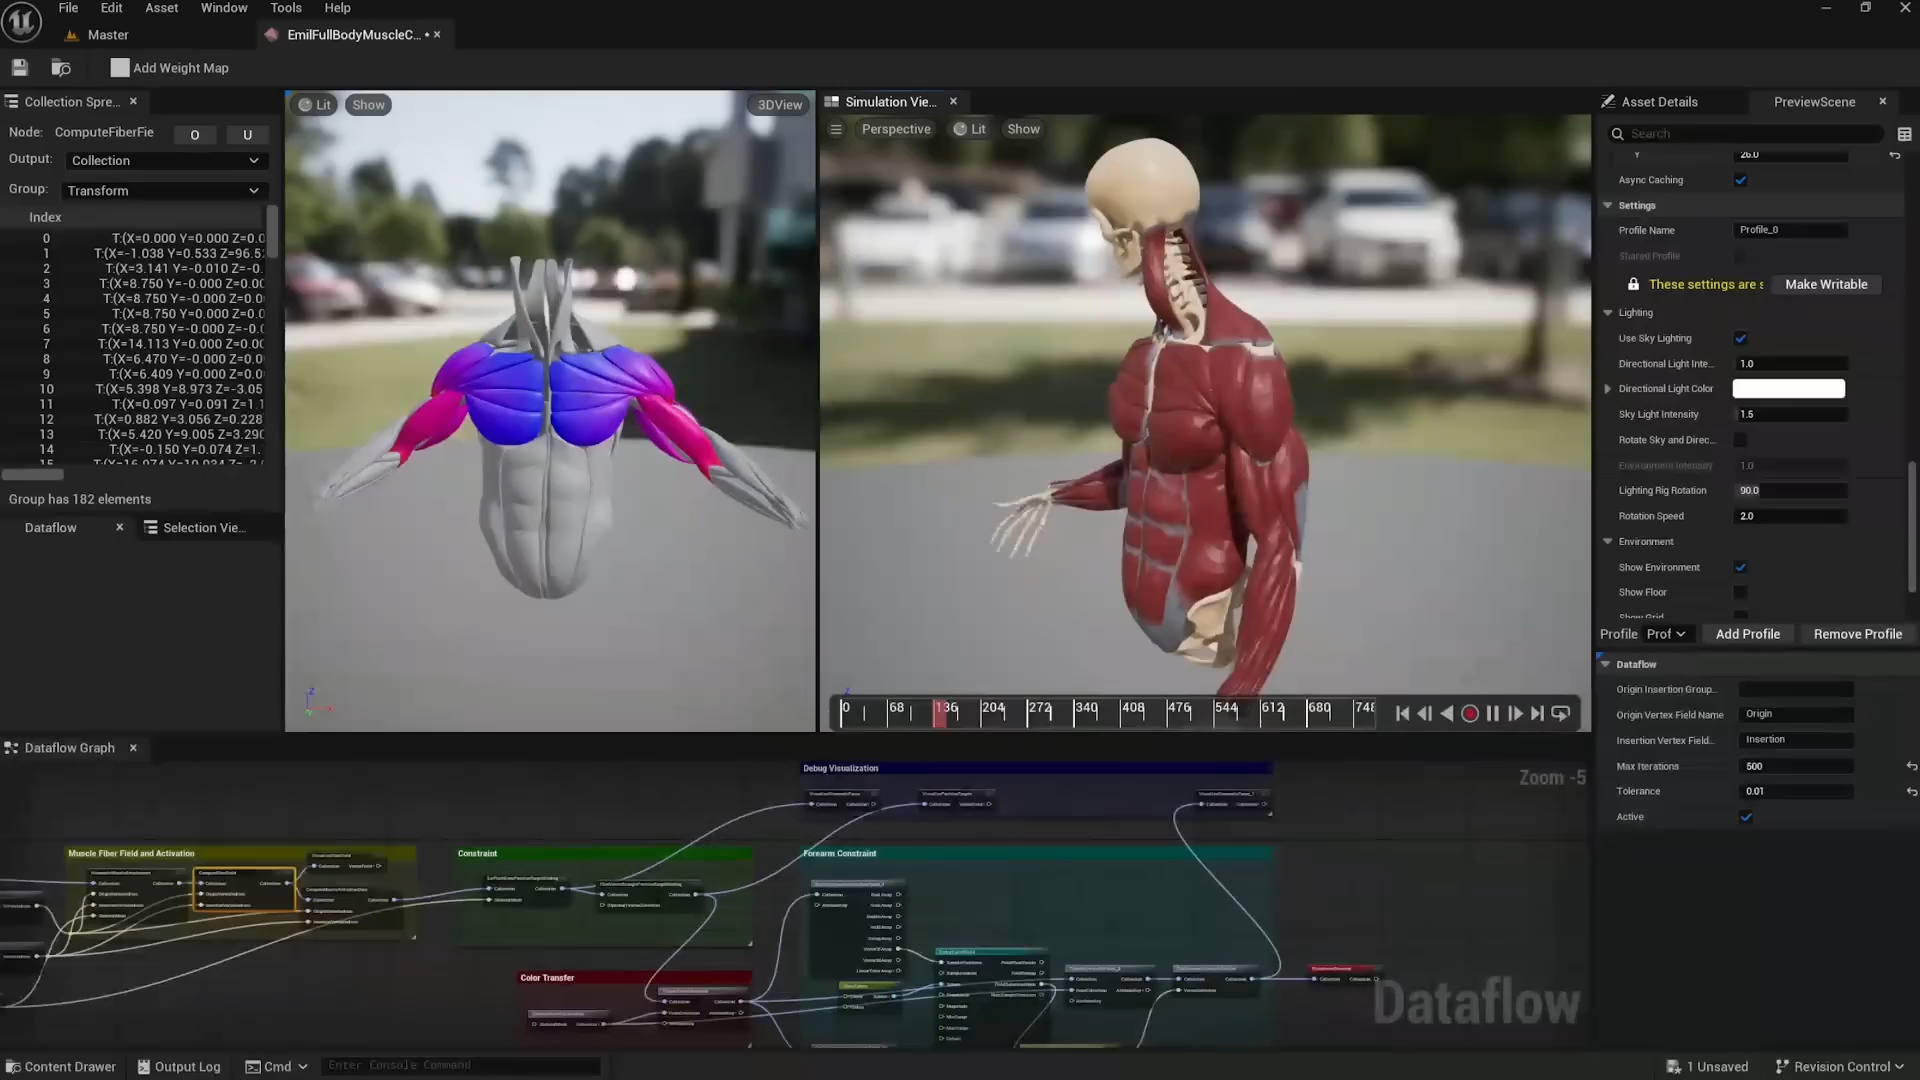 File Edit Asset Window Tools Help
Master
EmilFullBodyMuscleC... •
Add Weight Map
Collection Spre...
Node: ComputeFiberFie O U
Output: Collection
Group: Transform
Index
0 T:(X=0.000 Y=0.000 Z=0.0
1 T:(X=-1.038 Y=0.533 Z=96.5
2 T:(X=3.141 Y=-0.010 Z=-0.
3 T:(X=8.750 Y=-0.000 Z=0.00
4 T:(X=8.750 Y=-0.000 Z=0.00
5 T:(X=8.750 Y=-0.000 Z=0.0
6 T:(X=8.750 Y=-0.000 Z=-0.0
7 T:(X=14.113 Y=0.000 Z=0.00
8 T:(X=6.470 Y=-0.000 Z=0.0
9 T:(X=6.409 Y=0.000 Z=0.0
10 T:(X=5.398 Y=8.973 Z=-3.05
11 T:(X=0.097 Y=0.091 Z=1.1
12 T:(X=0.882 Y=3.056 Z=0.228
13 T:(X=5.420 Y=9.005 Z=3.290
14 T:(X=-0.150 Y=0.074 Z=1.
Group has 182 elements
Dataflow
Selection Vie...
Lit Show 3DView
Simulation Vie...
Perspective Lit Show
0 68 136 204 272 340 408 476 544 612 680 748
Asset Details
PreviewScene
Search
Y 26.0
Async Caching
Settings
Profile Name Profile_0
Shared Profile
These settings are s Make Writable
Lighting
Use Sky Lighting
Directional Light Inte... 1.0
Directional Light Color
Sky Light Intensity 1.5
Rotate Sky and Direc...
Environment Intensity 1.0
Lighting Rig Rotation 90.0
Rotation Speed 2.0
Environment
Show Environment
Show Floor
Show Grid
Profile Prof Add Profile Remove Profile
Dataflow
Origin Insertion Group...
Origin Vertex Field Name Origin
Insertion Vertex Field... Insertion
Max Iterations 500
Tolerance 0.01
Active
Dataflow Graph
Zoom -5
Debug Visualization
Muscle Fiber Field and Activation
Constraint
Forearm Constraint
Color Transfer
Dataflow
Content Drawer Output Log Cmd Enter Console Command 1 Unsaved Revision Control